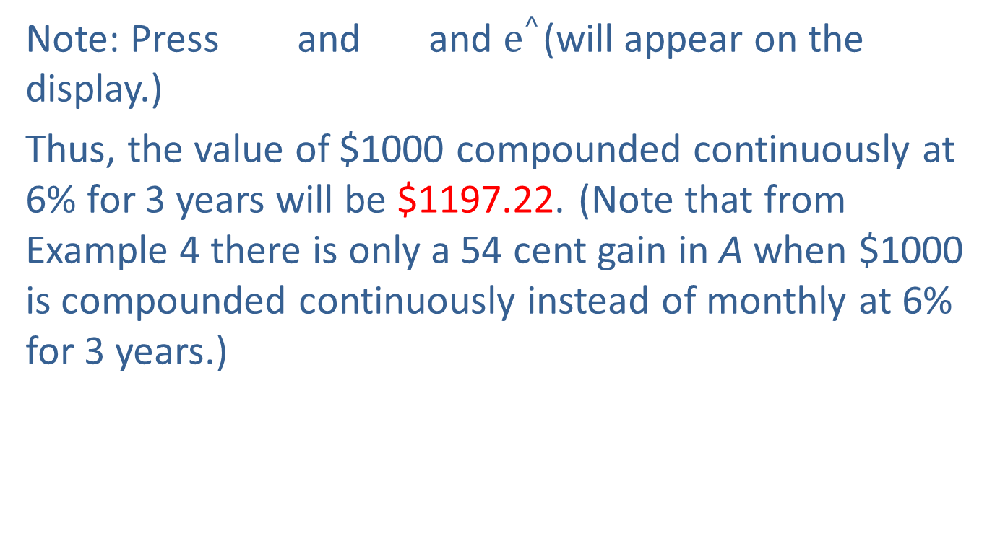 Note: Press and and e^(will appear on the
display.)
Thus, the value of $1000 compounded continuously at
6% for 3 years will be $1197.22. (Note that from
Example 4 there is only a 54 cent gain in A when $1000
is compounded continuously instead of monthly at 6%
for 3 years.)